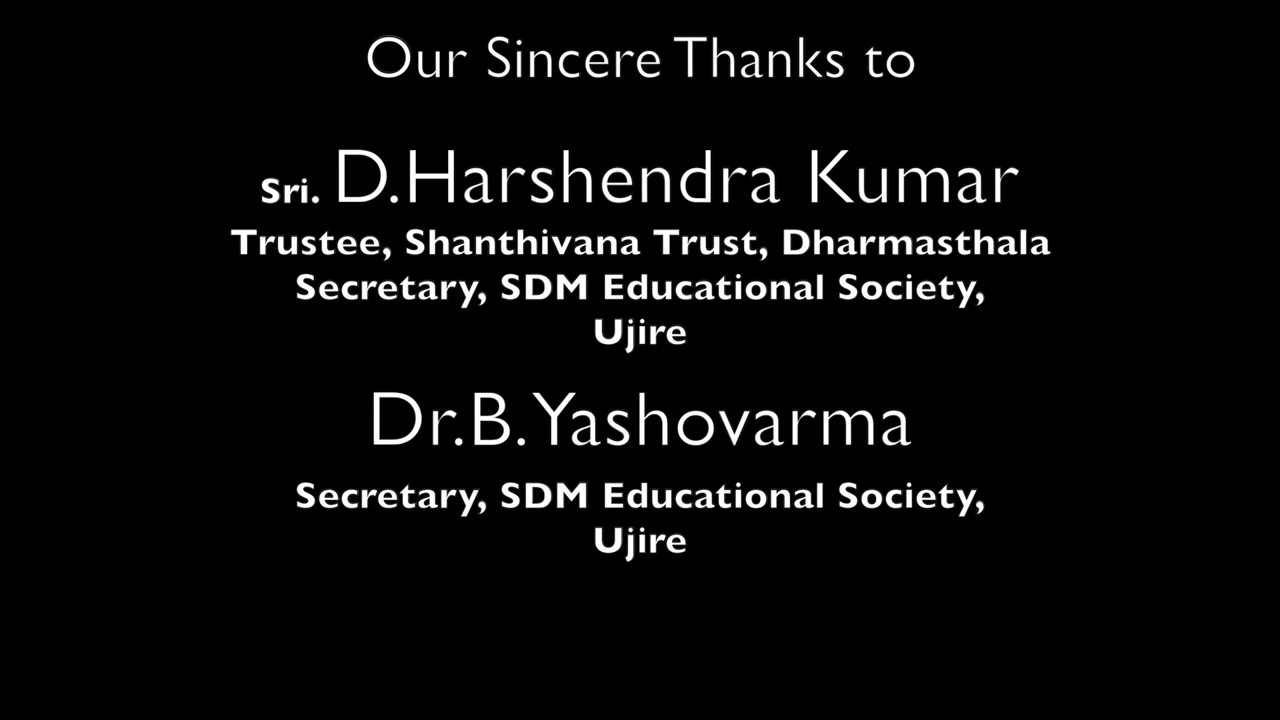 Our Sincere Thanks to
Sri. D.Harshendra Kumar
Trustee, Shanthivana Trust, Dharmasthala
Secretary, SDM Educational Society,
Ujire
Dr.B.Yashovarma
Secretary, SDM Educational Society,
Ujire